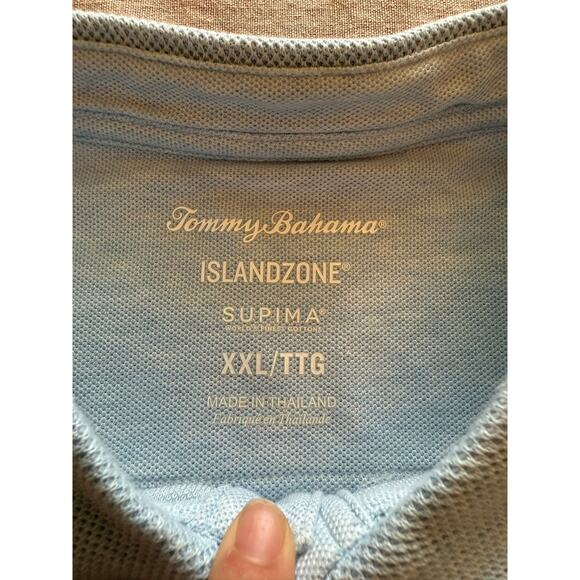 Tommy Bahama®
ISLANDZONE®
SUPIMA®
WORLD'S FINEST COTTONS
XXL/TTG
MADE IN THAILAND
Fabriqué en Thaïlande